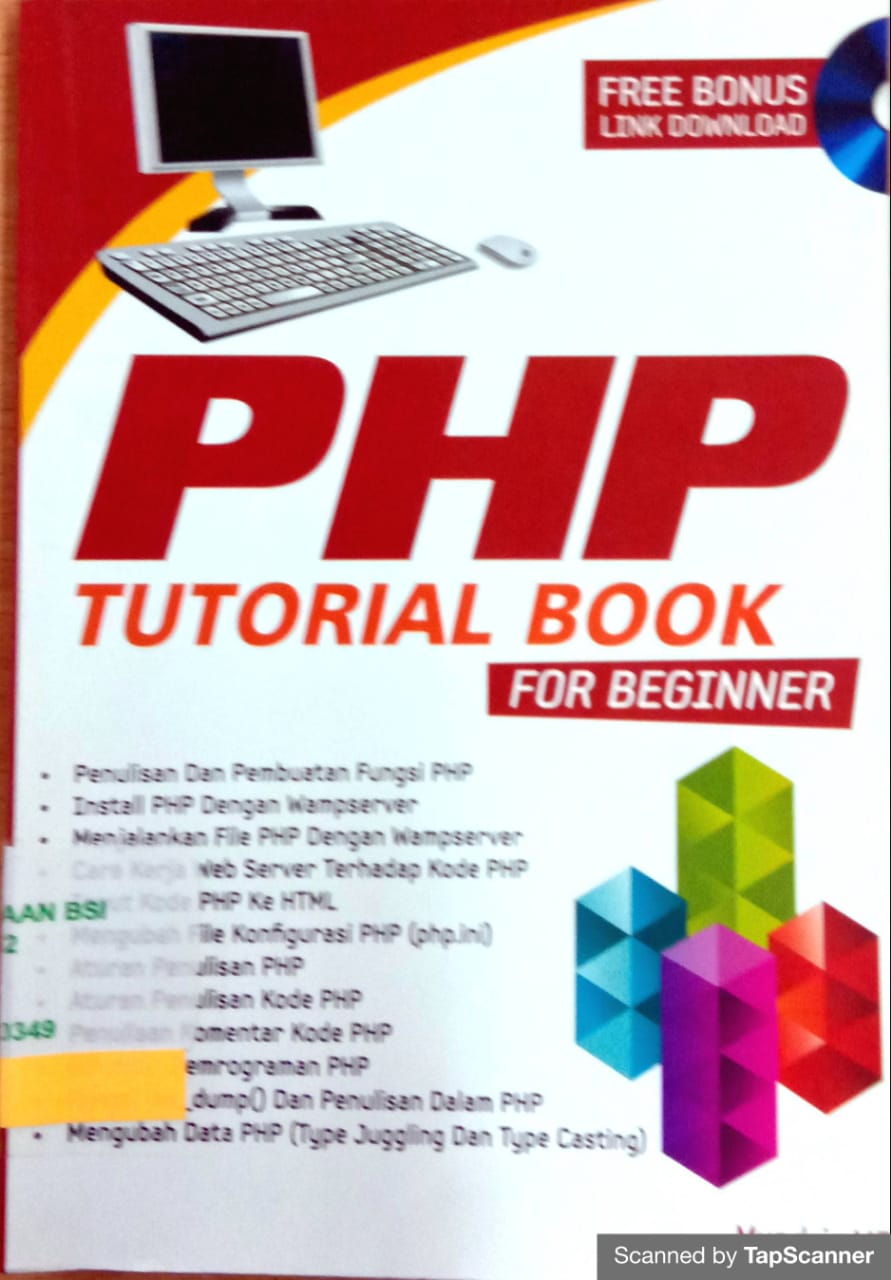 FREE BONUS
LINK DOWNLOAD
PHP
TUTORIAL BOOK
FOR BEGINNER
• Penulisan Dan Pembuatan Fungsi PHP
• Install PHP Dengan Wampserver
• Menjalankan File PHP Dengan Wampserver
• Cara Kerja Web Server Terhadap Kode PHP
PHP Ke HTML
AAN BSI
• Mengubah File Konfigurasi PHP (php.ini)
2
• Aturan Penulisan PHP
• Aturan Penulisan Kode PHP
Penulisan Komentar Kode PHP
3349
emrograman PHP
_dump() Dan Penulisan Dalam PHP
• Mengubah Data PHP (Type Juggling Dan Type Casting)
Scanned by TapScanner